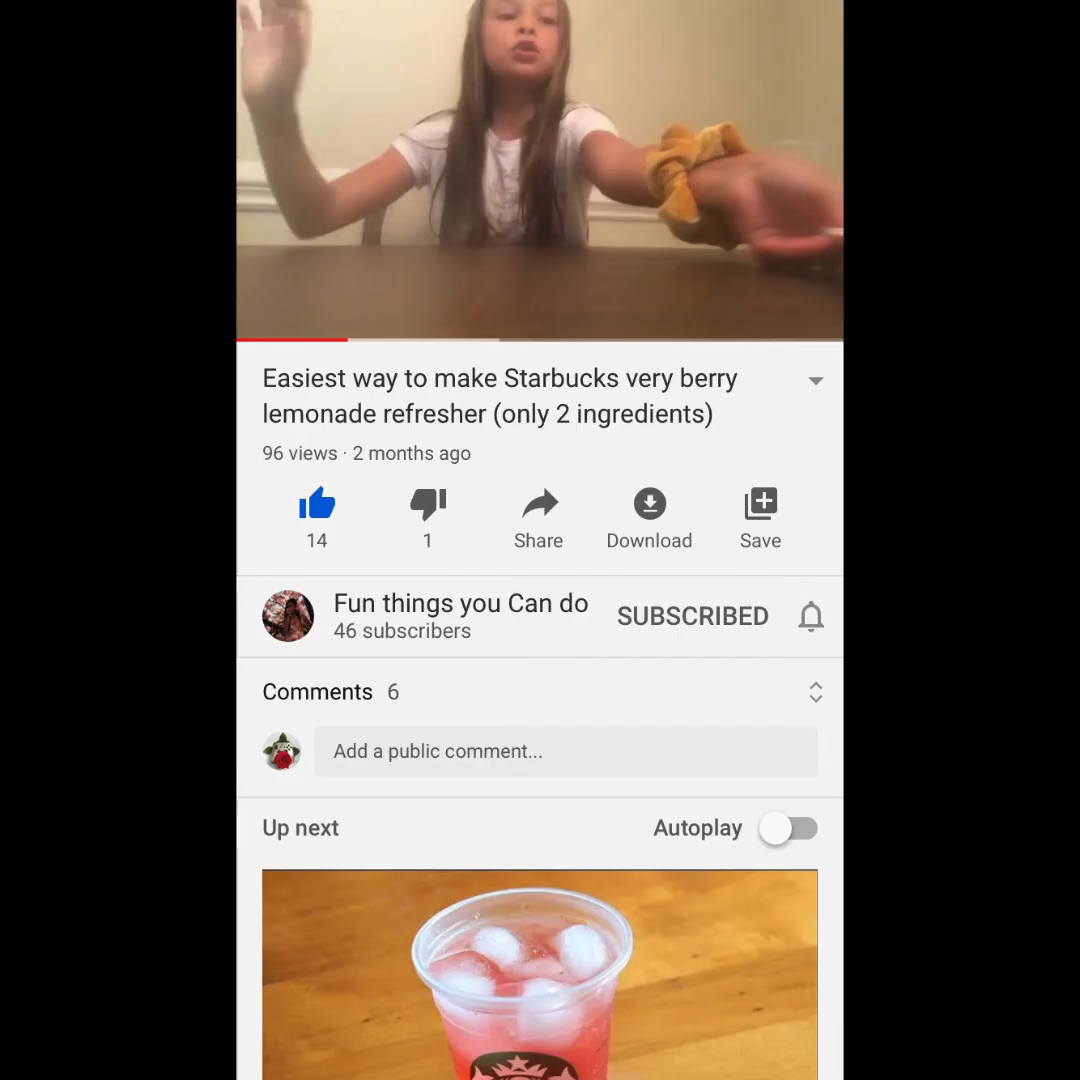 Easiest way to make Starbucks very berry
lemonade refresher (only 2 ingredients)
96 views · 2 months ago
14
1
Share
Download
Save
Fun things you Can do
46 subscribers
SUBSCRIBED
Comments 6
Add a public comment...
Up next
Autoplay